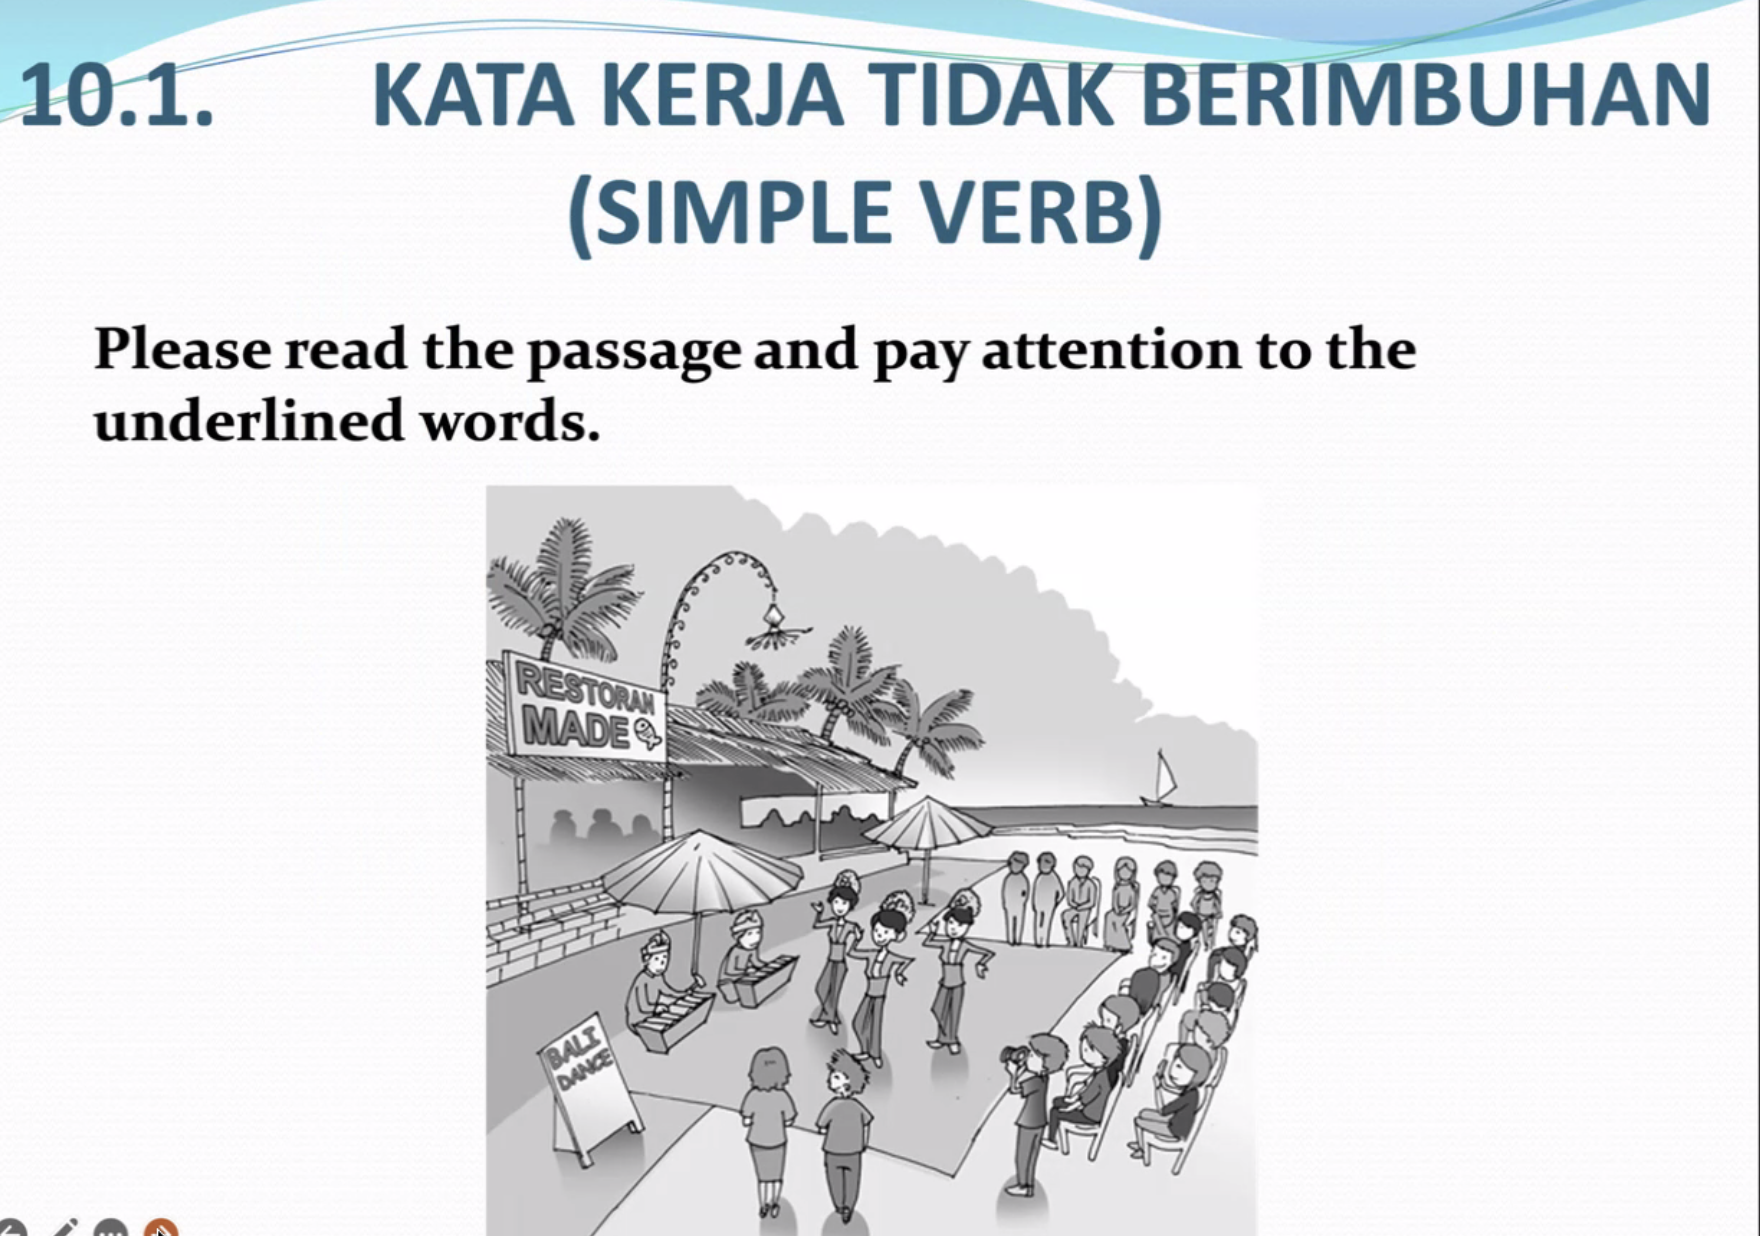 10.1. KATA KERJA TIDAK BERIMBUHAN
(SIMPLE VERB)
Please read the passage and pay attention to the
underlined words.
RESTORAN
MADE
BALI
DANCE